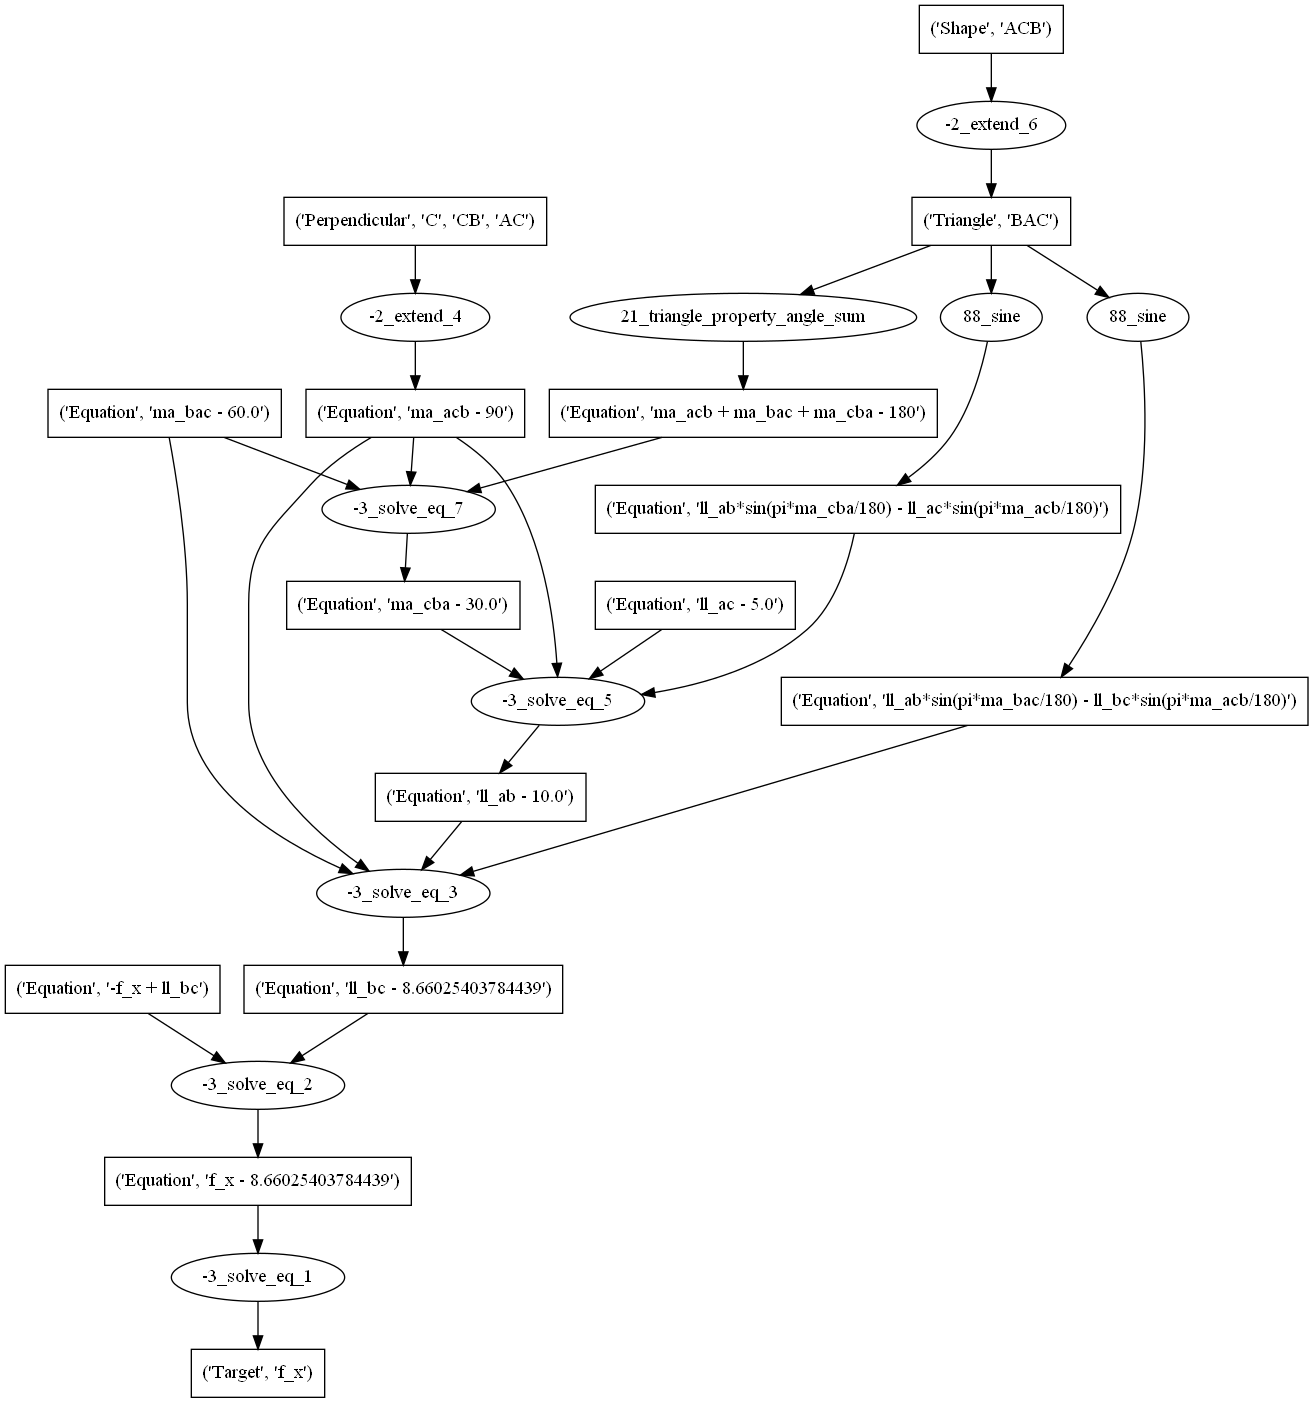 ('Shape', 'ACB')
-2_extend_6
('Perpendicular', 'C', 'CB', 'AC')
('Triangle', 'BAC')
-2_extend_4
21_triangle_property_angle_sum
88_sine
88_sine
('Equation', 'ma_bac - 60.0')
('Equation', 'ma_acb - 90')
('Equation', 'ma_acb + ma_bac + ma_cba - 180')
-3_solve_eq_7
('Equation', 'll_ab*sin(pi*ma_cba/180) - ll_ac*sin(pi*ma_acb/180)')
('Equation', 'ma_cba - 30.0')
('Equation', 'll_ac - 5.0')
-3_solve_eq_5
('Equation', 'll_ab*sin(pi*ma_bac/180) - ll_bc*sin(pi*ma_acb/180)')
('Equation', 'll_ab - 10.0')
-3_solve_eq_3
('Equation', '-f_x + ll_bc')
('Equation', 'll_bc - 8.66025403784439')
-3_solve_eq_2
('Equation', 'f_x - 8.66025403784439')
-3_solve_eq_1
('Target', 'f_x')